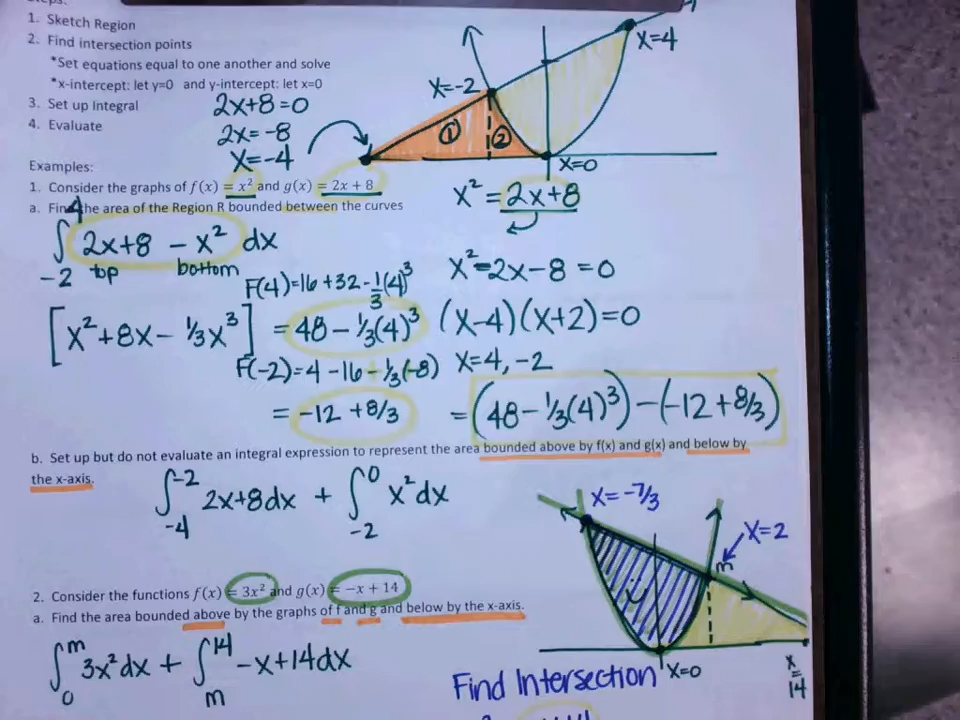 Steps:
1. Sketch Region
2. Find intersection points
*Set equations equal to one another and solve
*x-intercept: let y=0 and y-intercept: let x=0
3. Set up Integral
4. Evaluate
2x+8=0
2x=-8
x=-4
x=-2
x=4
①
②
x=0
Examples:
1. Consider the graphs of f(x) = x² and g(x) = 2x + 8
a. Find the area of the Region R bounded between the curves
x² = 2x+8
∫ 4 -2 2x+8 - x² dx
top bottom
x² - 2x - 8 = 0
F(4)=16+32-1/3(4)³
[x²+8x-1/3x³] = 48-1/3(4)³
(x-4)(x+2)=0
F(-2)=4-16-1/3(-8)
x=4,-2
= -12 + 8/3
= (48-1/3(4)³) - (-12+8/3)
b. Set up but do not evaluate an integral expression to represent the area bounded above by f(x) and g(x) and below by
the x-axis.
∫ -2 -4 2x+8dx + ∫ 0 -2 x²dx
x=-7/3
x=2
m
x=0
x=14
2. Consider the functions f(x) = 3x² and g(x) = -x + 14
a. Find the area bounded above by the graphs of f and g and below by the x-axis.
∫ m 0 3x²dx + ∫ 14 m -x+14dx
Find Intersection